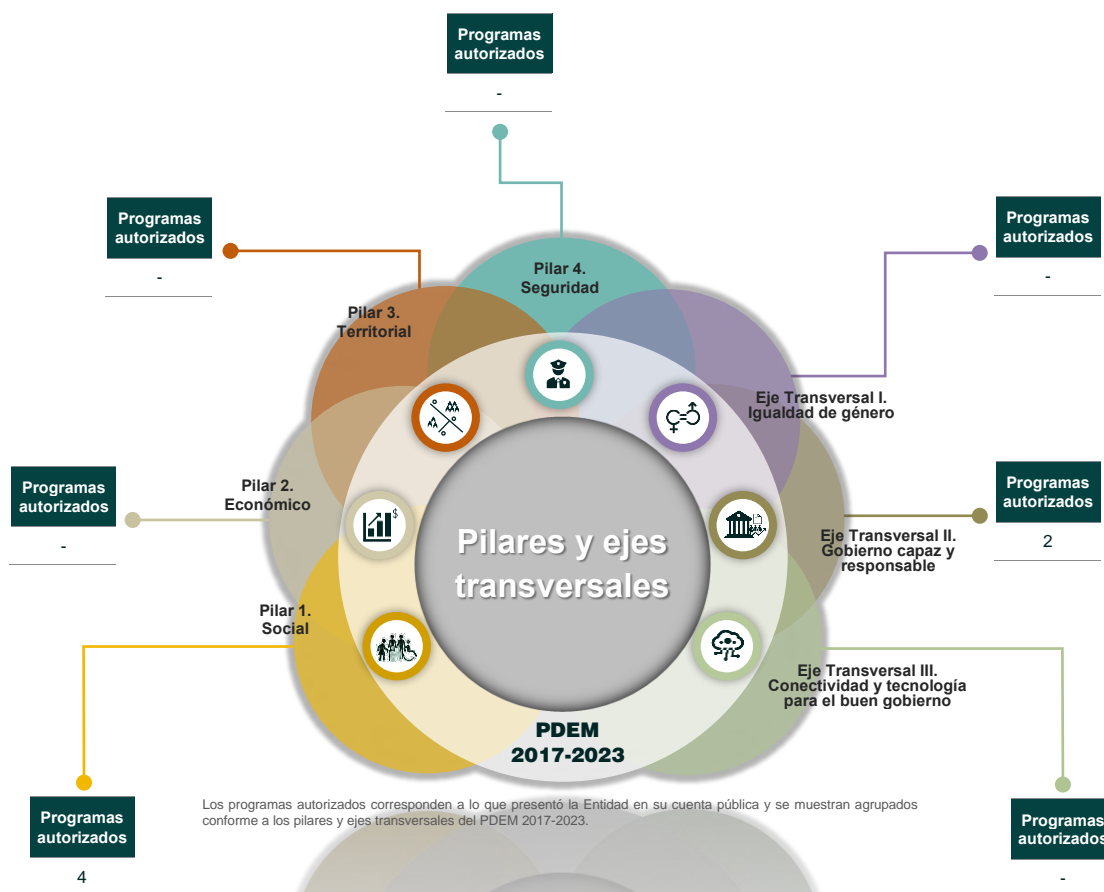 Programas
autorizados
-
Programas
autorizados
-
Programas
autorizados
-
Pilar 4.
Seguridad
Pilar 3.
Territorial
Eje Transversal I.
Igualdad de género
Programas
autorizados
-
Pilar 2.
Económico
$
Programas
autorizados
2
Eje Transversal II.
Gobierno capaz y
responsable
Pilares y ejes
transversales
Pilar 1.
Social
Eje Transversal III.
Conectividad y tecnología
para el buen gobierno
PDEM
2017-2023
Los programas autorizados corresponden a lo que presentó la Entidad en su cuenta pública y se muestran agrupados
conforme a los pilares y ejes transversales del PDEM 2017-2023.
Programas
autorizados
4
Programas
autorizados
-